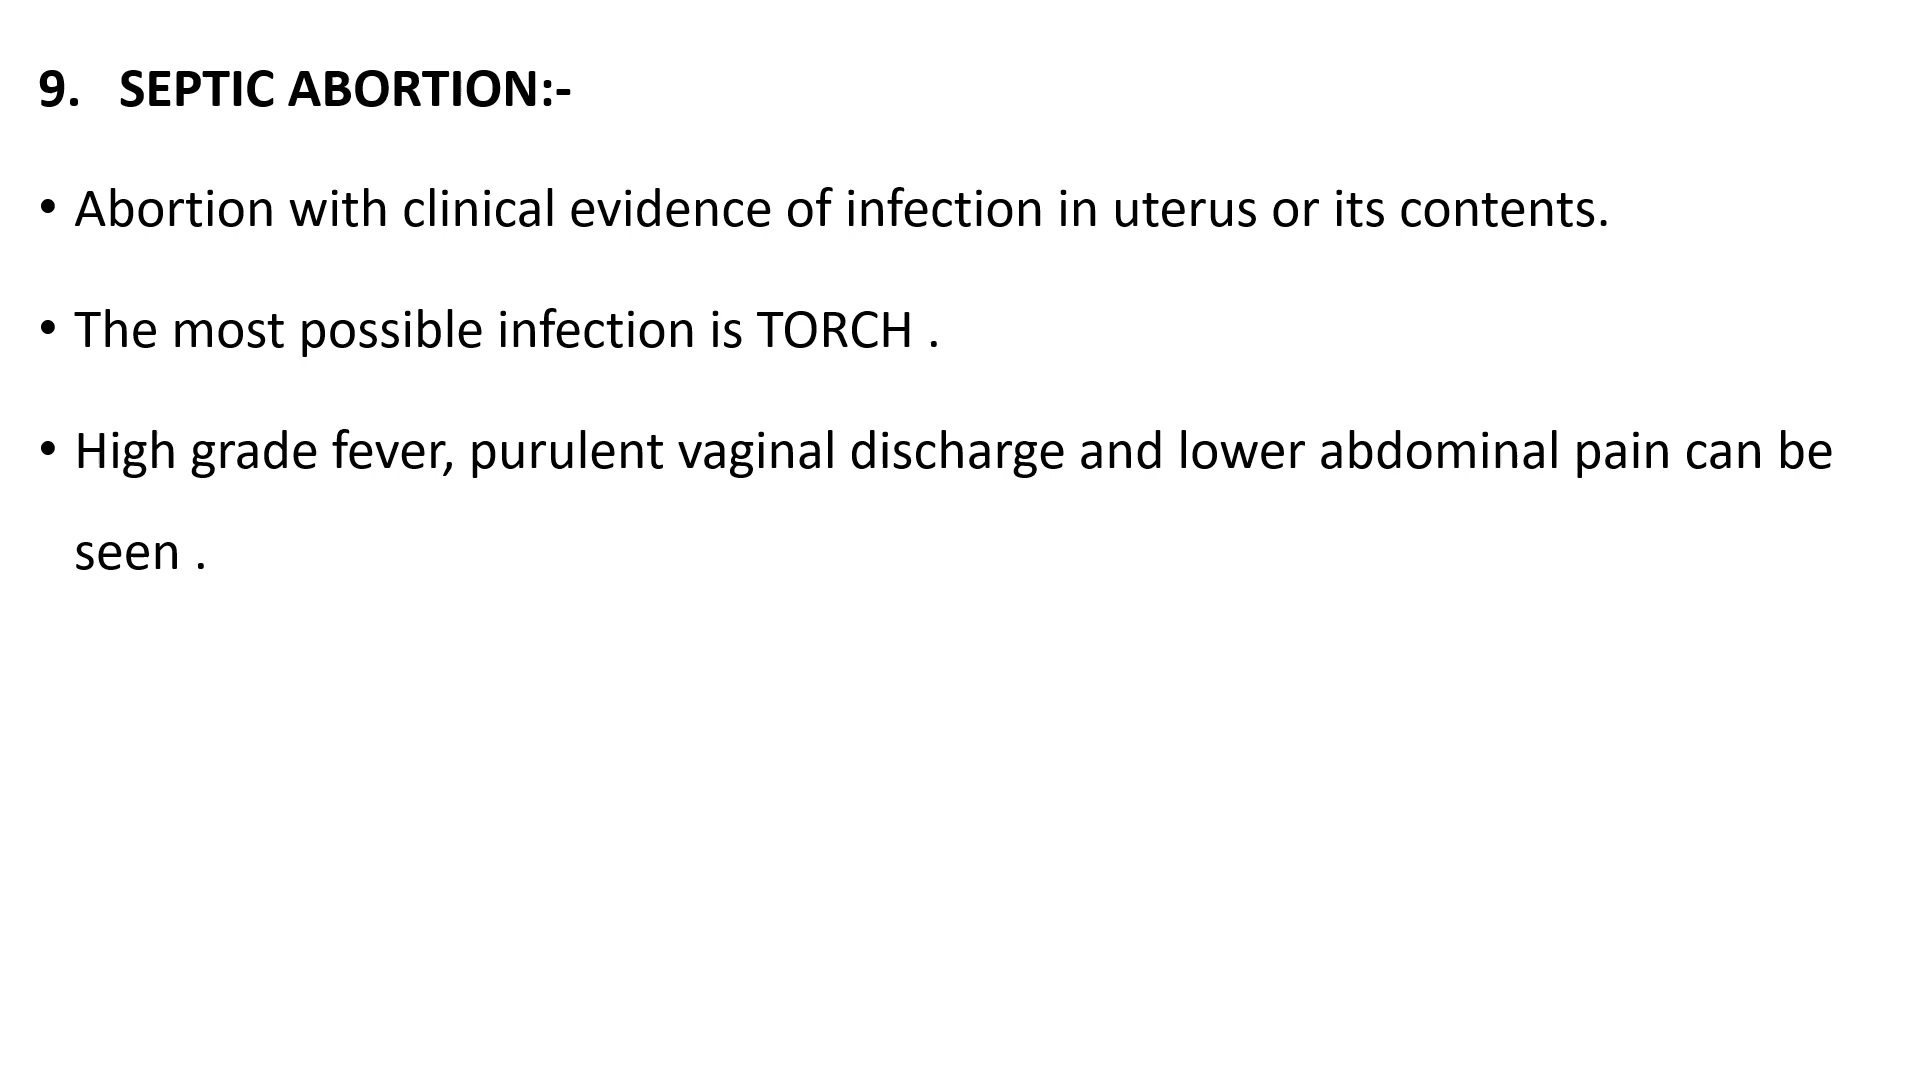 9. SEPTIC ABORTION:-
• Abortion with clinical evidence of infection in uterus or its contents.
• The most possible infection is TORCH .
• High grade fever, purulent vaginal discharge and lower abdominal pain can be
seen .